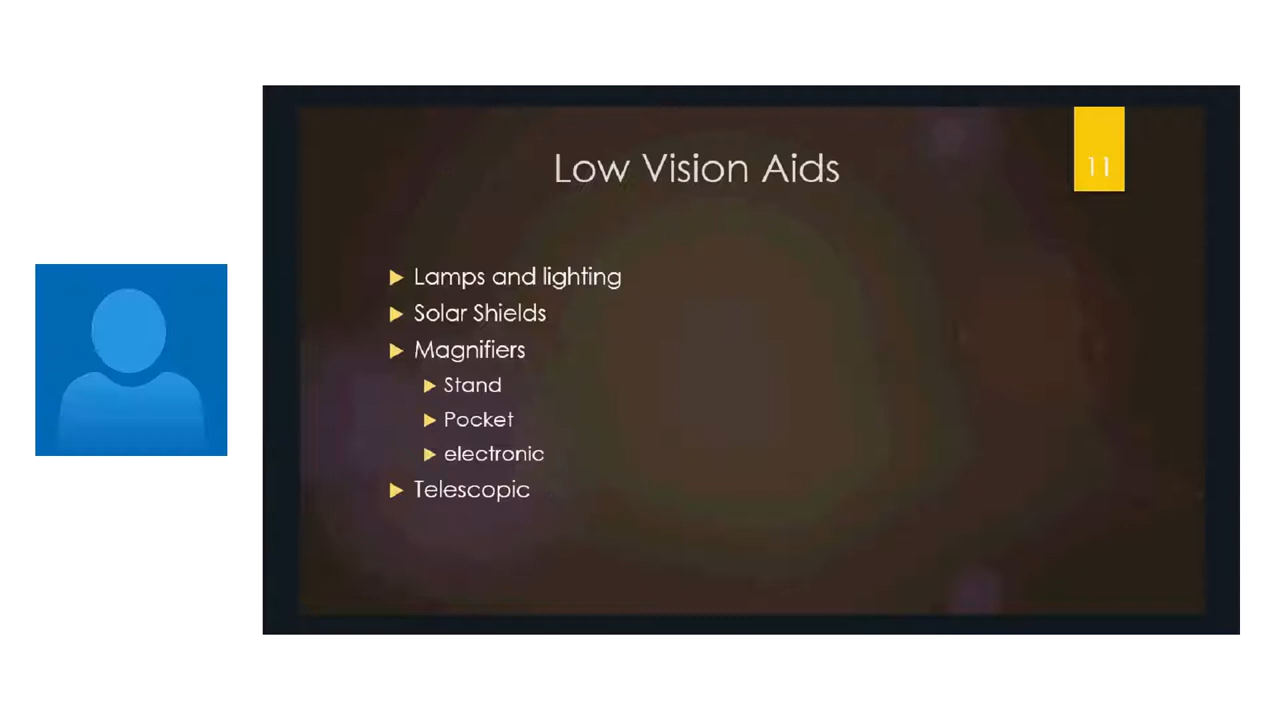 Low Vision Aids
11
Lamps and lighting
Solar Shields
Magnifiers
Stand
Pocket
electronic
Telescopic